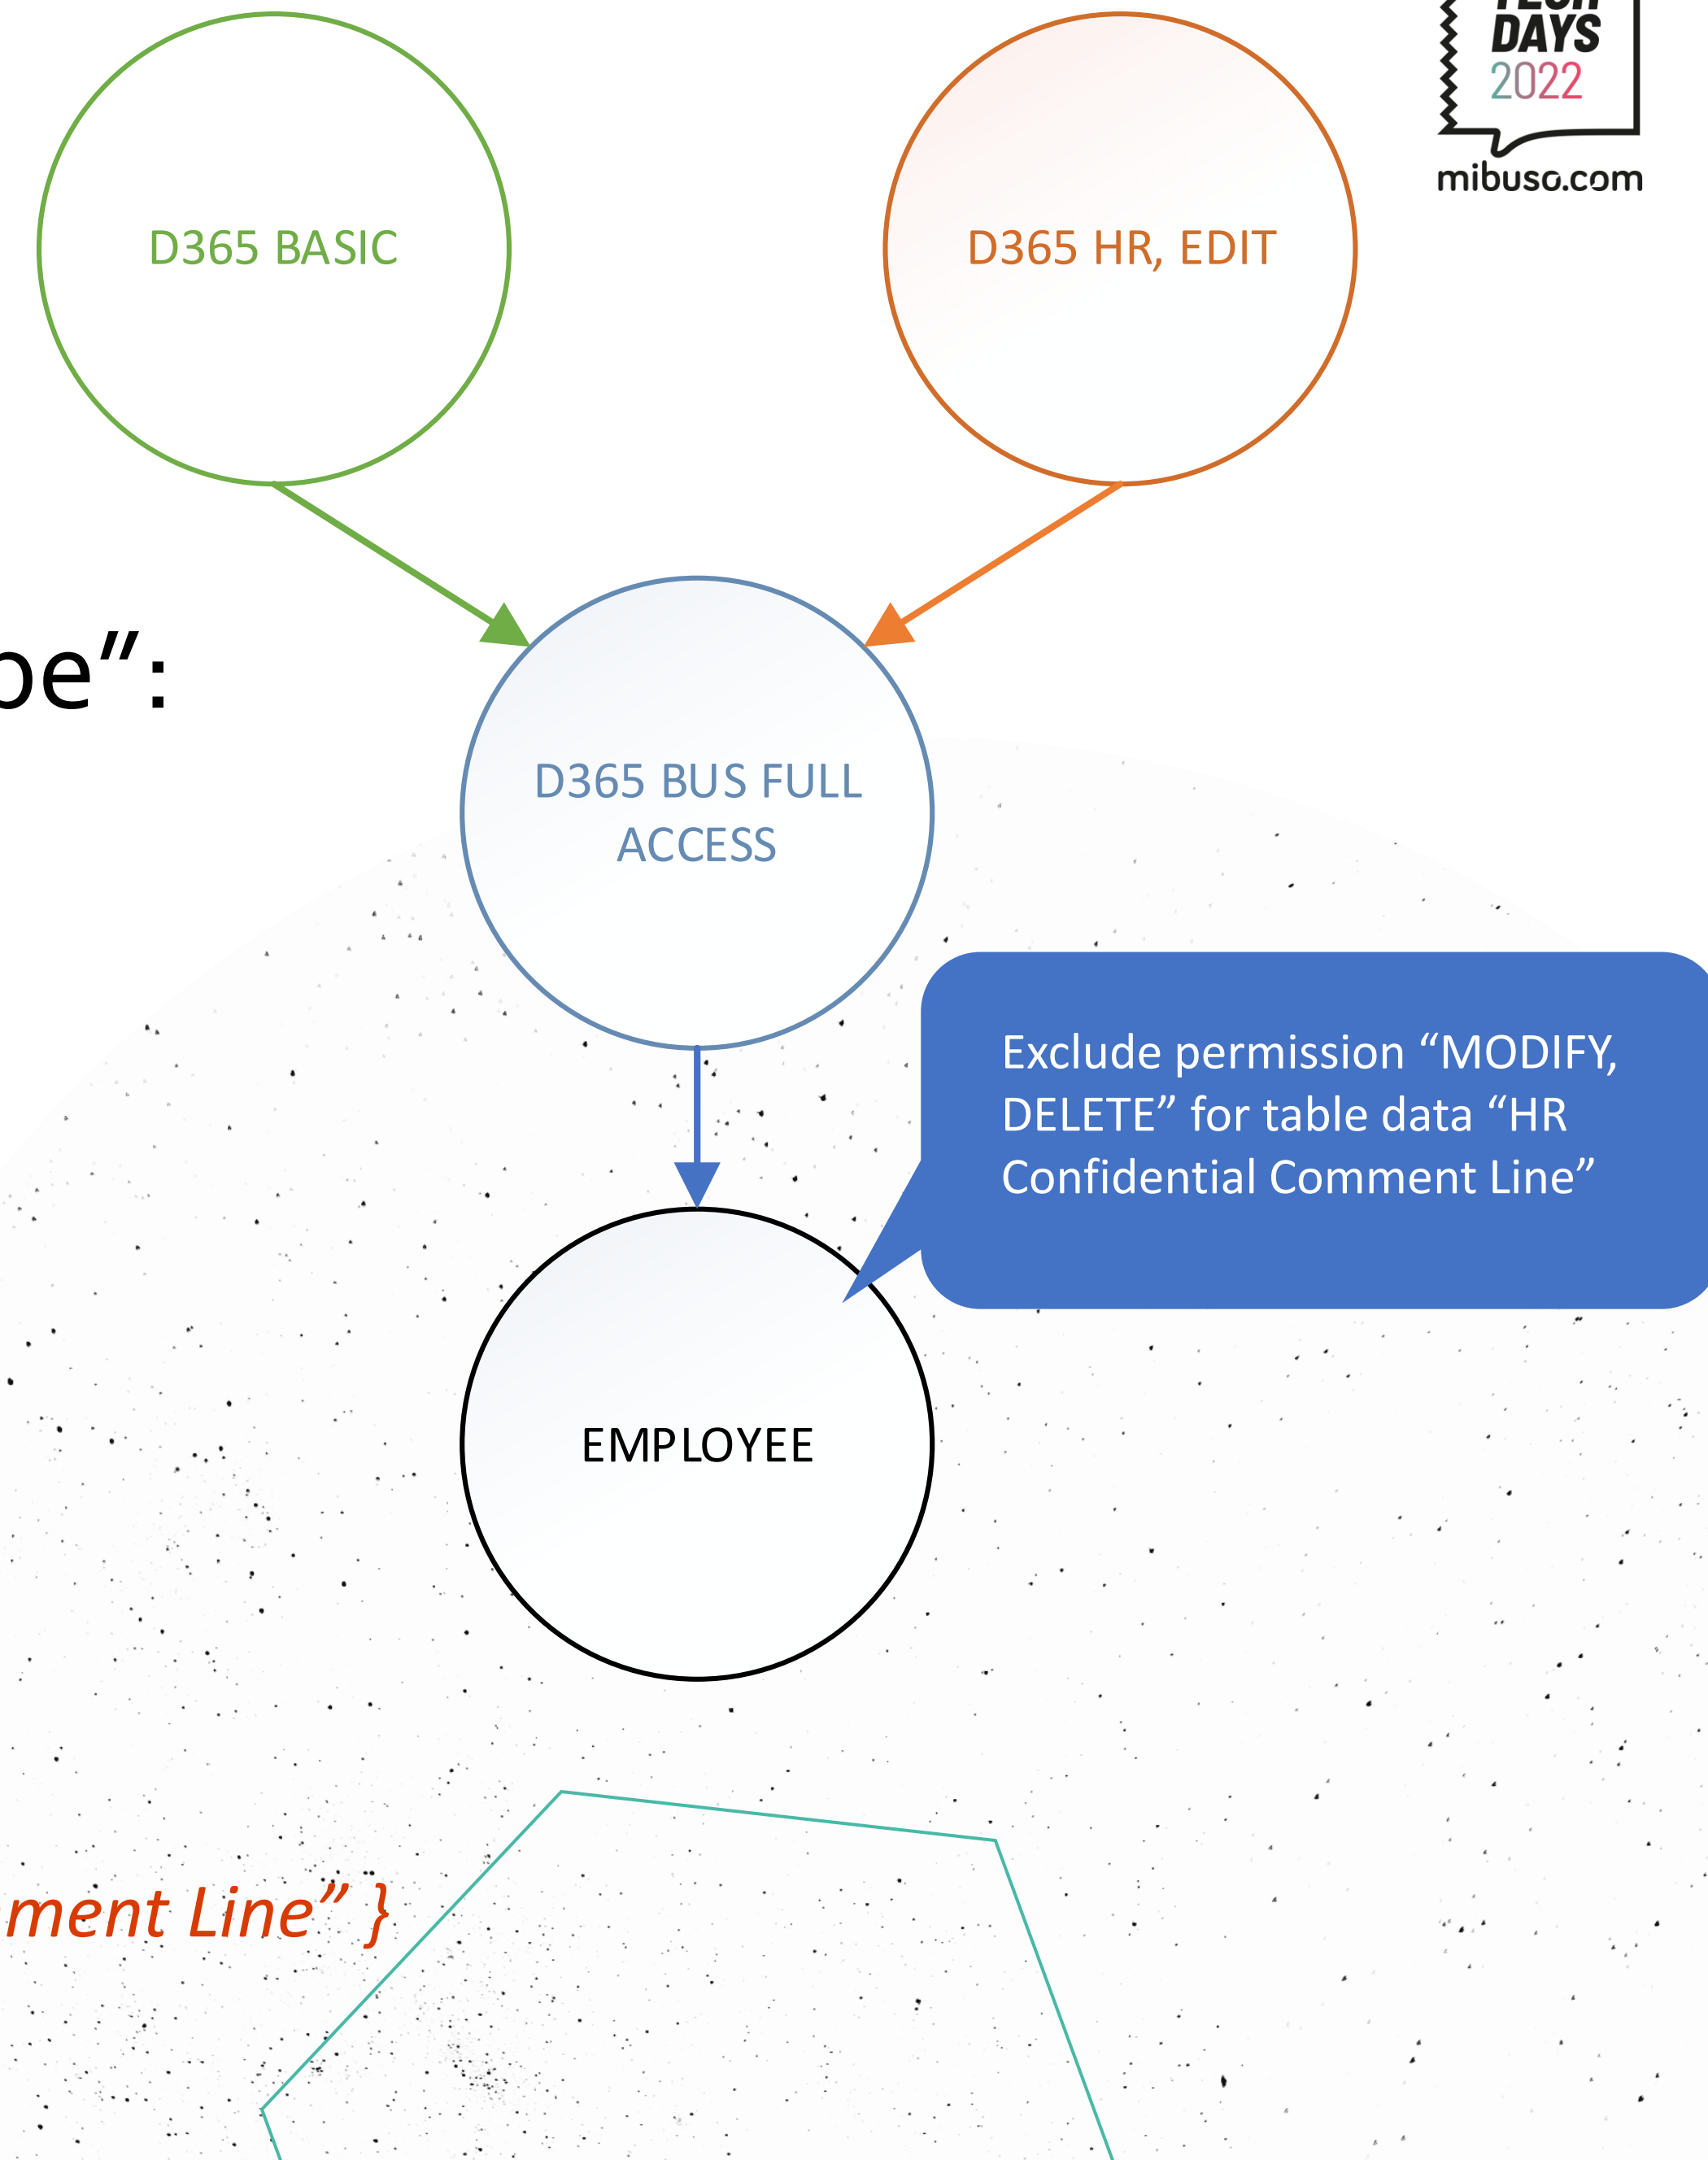 DAYS
2022
mibuso.com
D365 BASIC
D365 HR, EDIT
D365 BUS FULL
ACCESS
Exclude permission “MODIFY,
DELETE” for table data “HR
Confidential Comment Line”
EMPLOYEE
ment Line” }